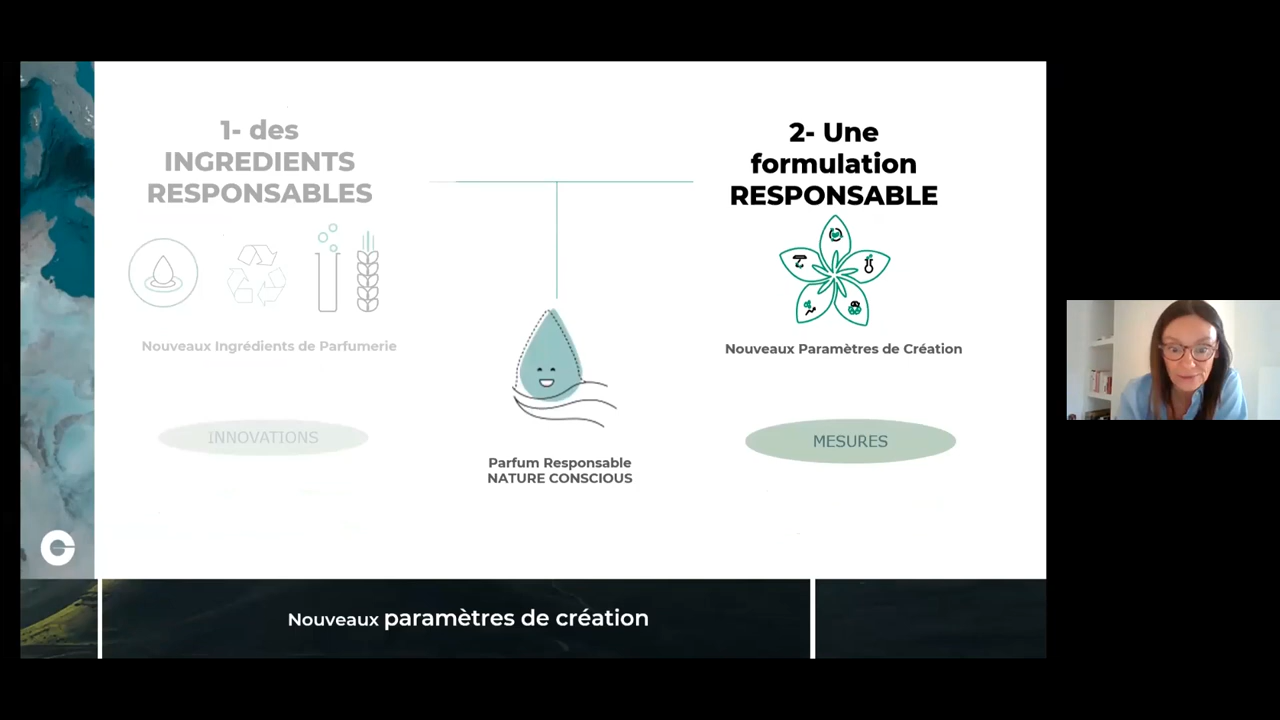 1- des
INGREDIENTS
RESPONSABLES
Nouveaux Ingrédients de Parfumerie
INNOVATIONS
Parfum Responsable
NATURE CONSCIOUS
2- Une
formulation
RESPONSABLE
Nouveaux Paramètres de Création
MESURES
Nouveaux paramètres de création